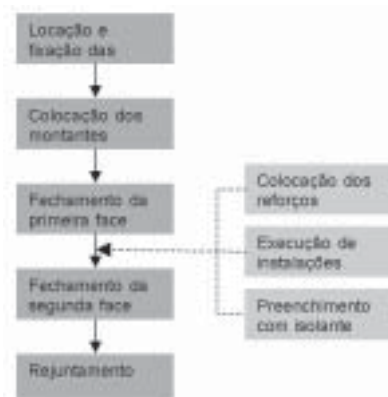 Locação e
fixação das
Colocação dos
montantes
Fechamento da
primeira face
Colocação dos
reforços
Execução de
instalações
Fechamento da
segunda face
Preenchimento
com isolante
Rejuntamento